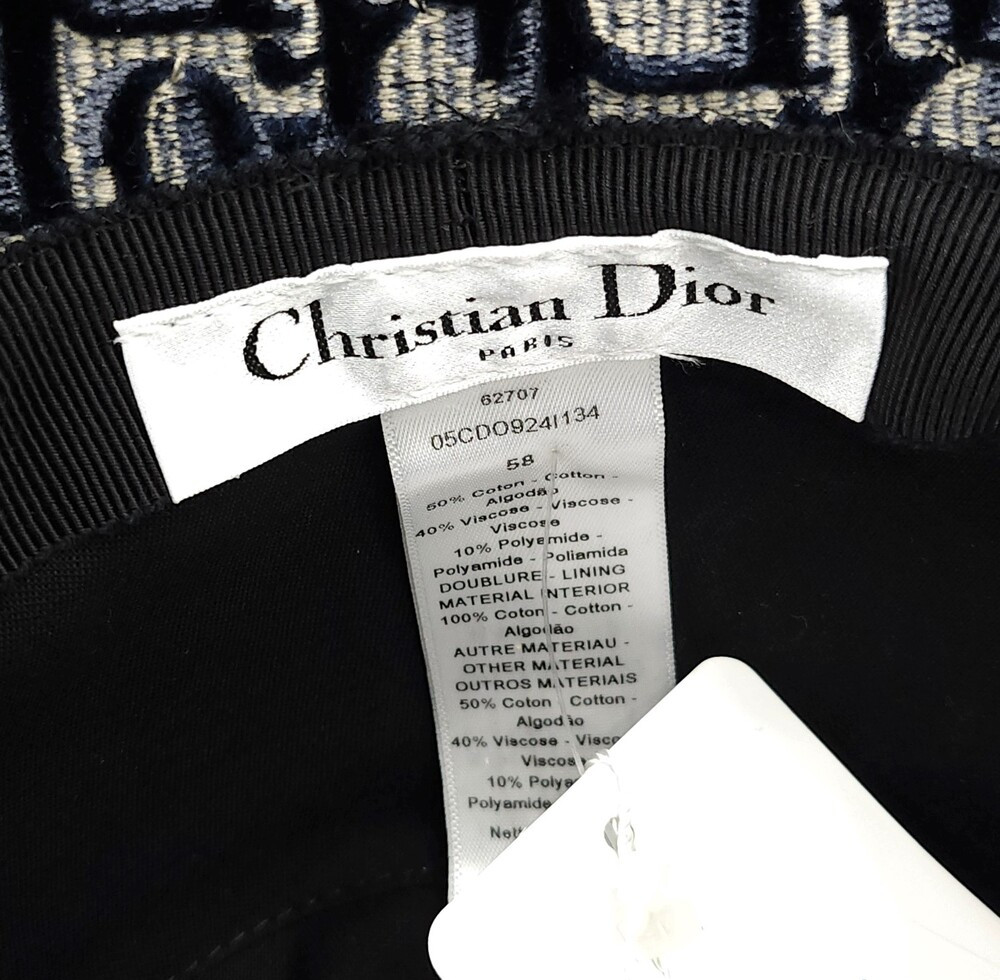 Christian Dior
PARIS
62707
05CDO924I134
58
50% Coton - Cotton -
Algodão
40% Viscose - Viscose -
Viscose
10% Polyamide -
Polyamide - Poliamida
DOUBLURE - LINING
MATERIAL INTERIOR
100% Coton - Cotton -
Algodão
AUTRE MATERIAU -
OTHER MATERIAL
OUTROS MATERIAIS
50% Coton - Cotton -
Algodão
40% Viscose -
Viscose
10%
Polyamide